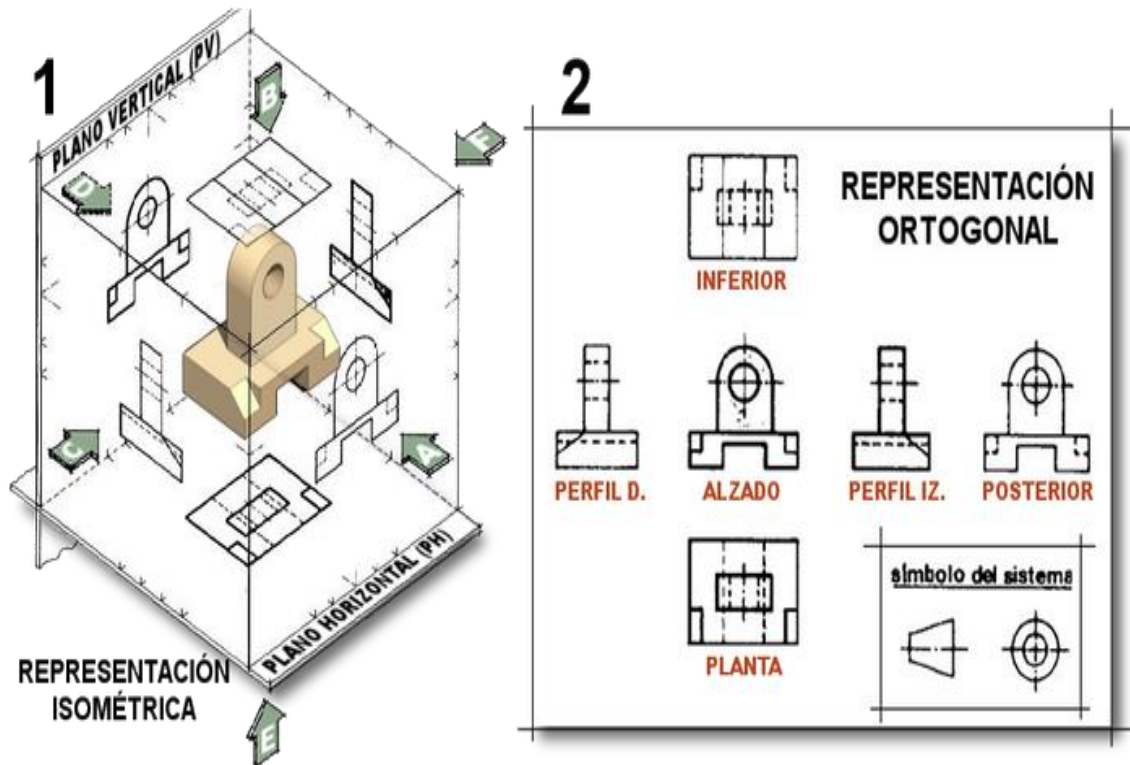 1
PLANO VERTICAL (PV)
B
F
D
C
A
PLANO HORIZONTAL (PH)
REPRESENTACIÓN
ISOMÉTRICA
E
2
REPRESENTACIÓN
ORTOGONAL
INFERIOR
PERFIL D.
ALZADO
PERFIL IZ.
POSTERIOR
PLANTA
símbolo del sistema